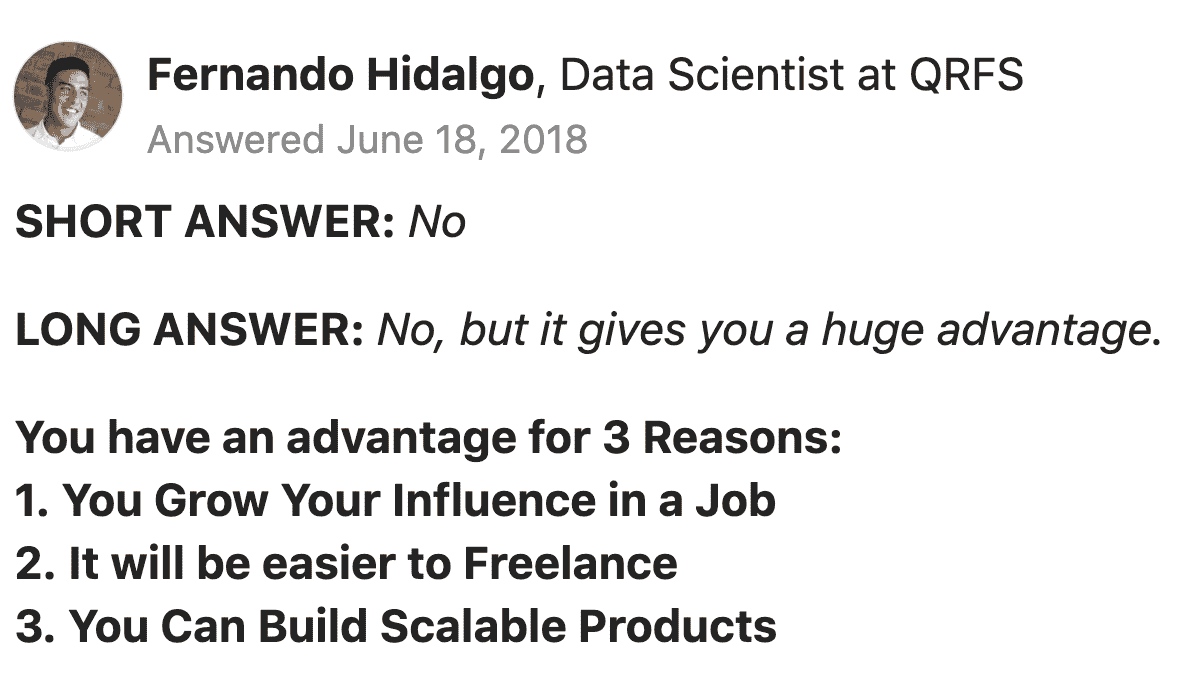 Fernando Hidalgo, Data Scientist at QRFS
Answered June 18, 2018
SHORT ANSWER: No
LONG ANSWER: No, but it gives you a huge advantage.
You have an advantage for 3 Reasons:
1. You Grow Your Influence in a Job
2. It will be easier to Freelance
3. You Can Build Scalable Products